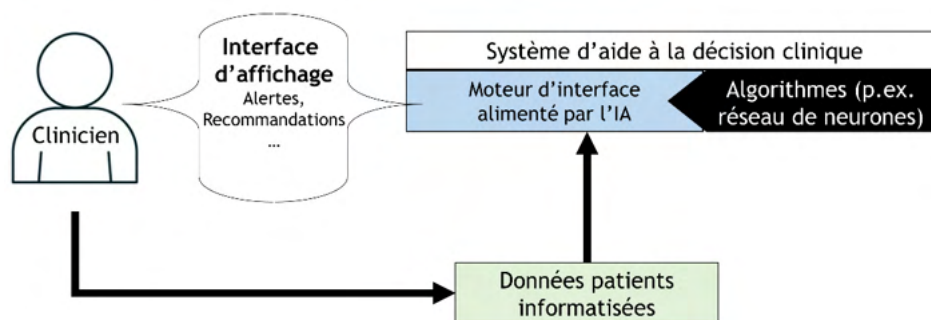 Clinicien
Interface
d’affichage
Alertes,
Recommandations
...
Système d’aide à la décision clinique
Moteur d’interface
alimenté par l’IA
Algorithmes (p.ex.
réseau de neurones)
Données patients
informatisées